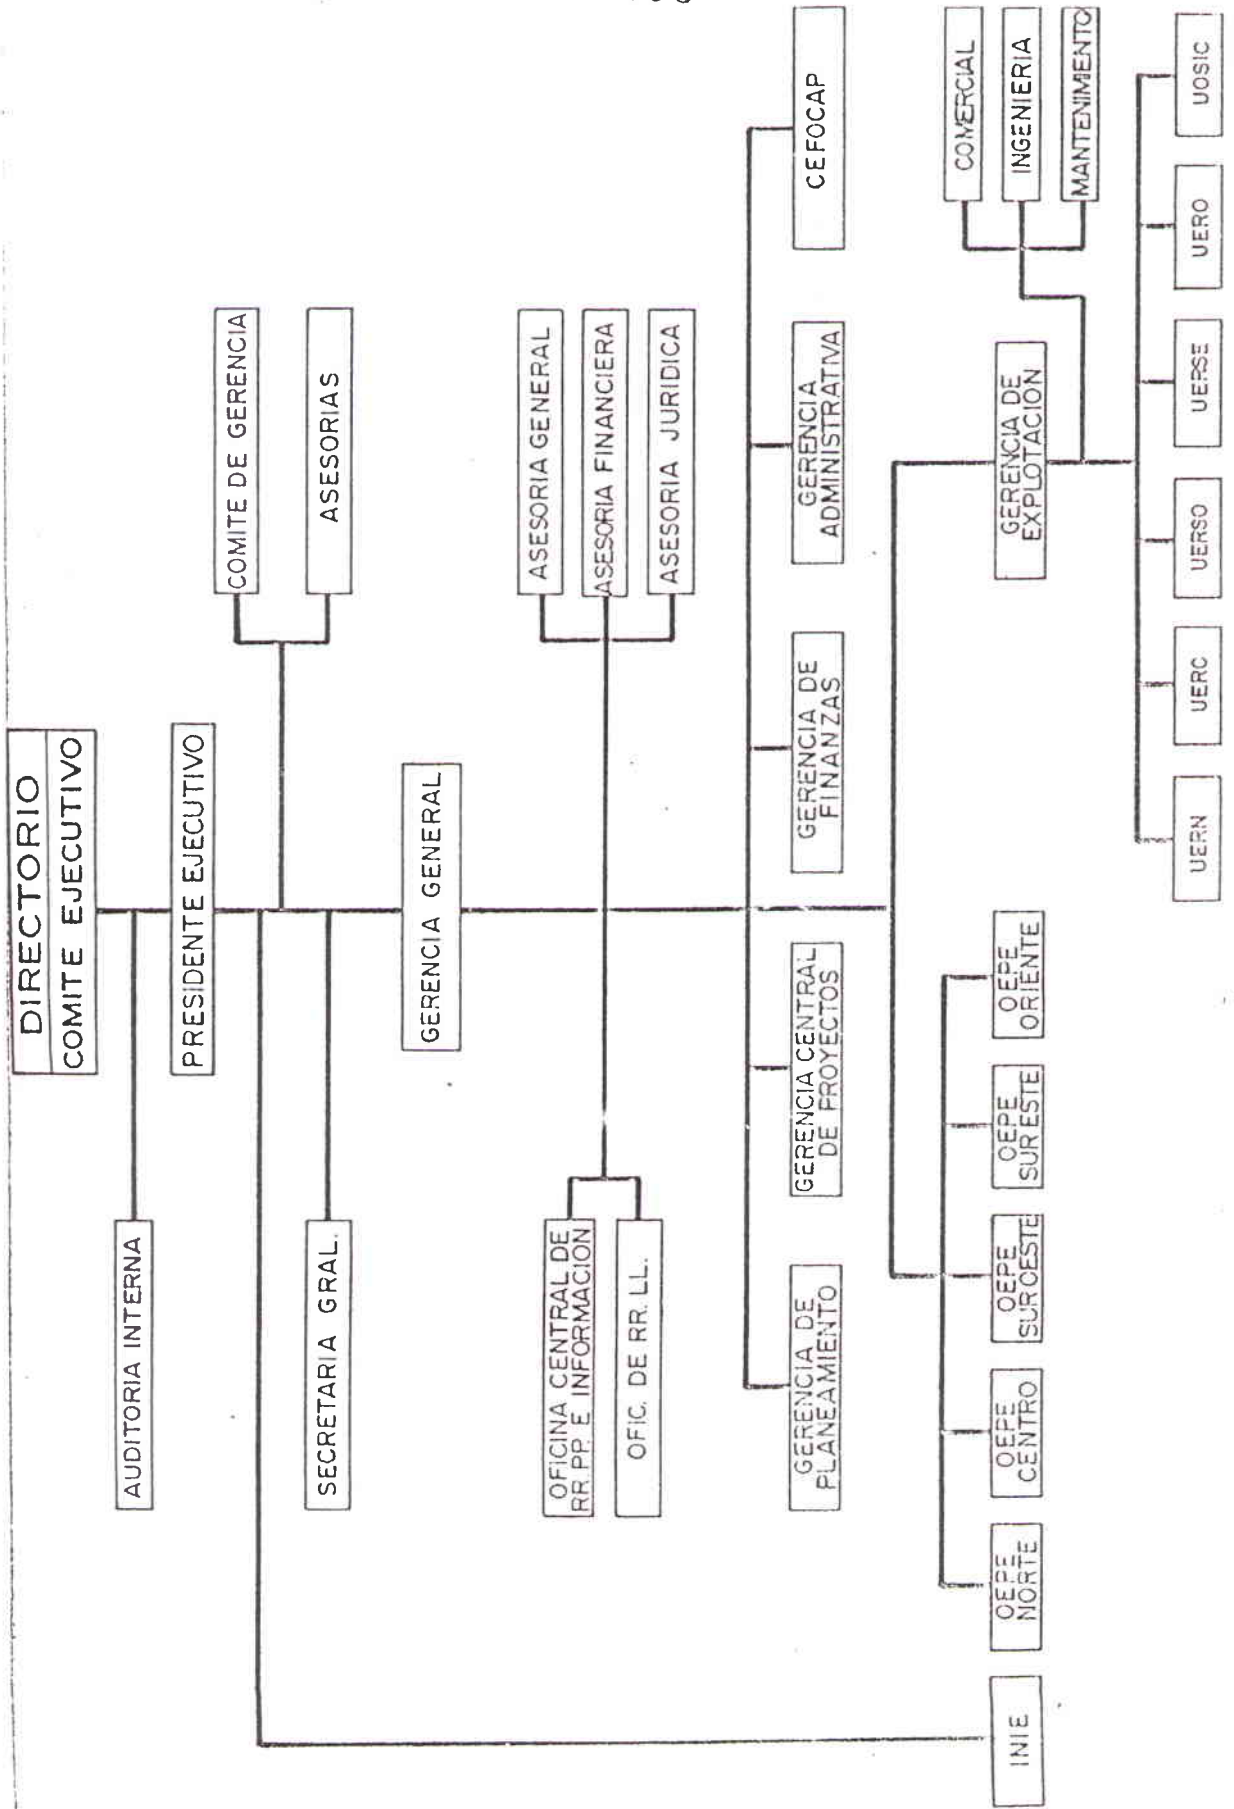 DIRECTORIO
COMITE EJECUTIVO
AUDITORIA INTERNA
PRESIDENTE EJECUTIVO
COMITE DE GERENCIA
ASESORIAS
SECRETARIA GRAL.
GERENCIA GENERAL
OFICINA CENTRAL DE
RR.PP. E INFORMACION
OFIC. DE RR. LL.
ASESORIA GENERAL
ASESORIA FINANCIERA
ASESORIA JURIDICA
GERENCIA DE
PLANEAMIENTO
GERENCIA CENTRAL
DE PROYECTOS
GERENCIA DE
FINANZAS
GERENCIA
ADMINISTRATIVA
CEFOCAP
INIE
OEPE
NORTE
OEPE
CENTRO
OEPE
SUROESTE
OEPE
SURESTE
OEPE
ORIENTE
GERENCIA DE
EXPLOTACION
COMERCIAL
INGENIERIA
MANTENIMIENTO
UERN
UERC
UERSO
UERSE
UERO
UOSIC